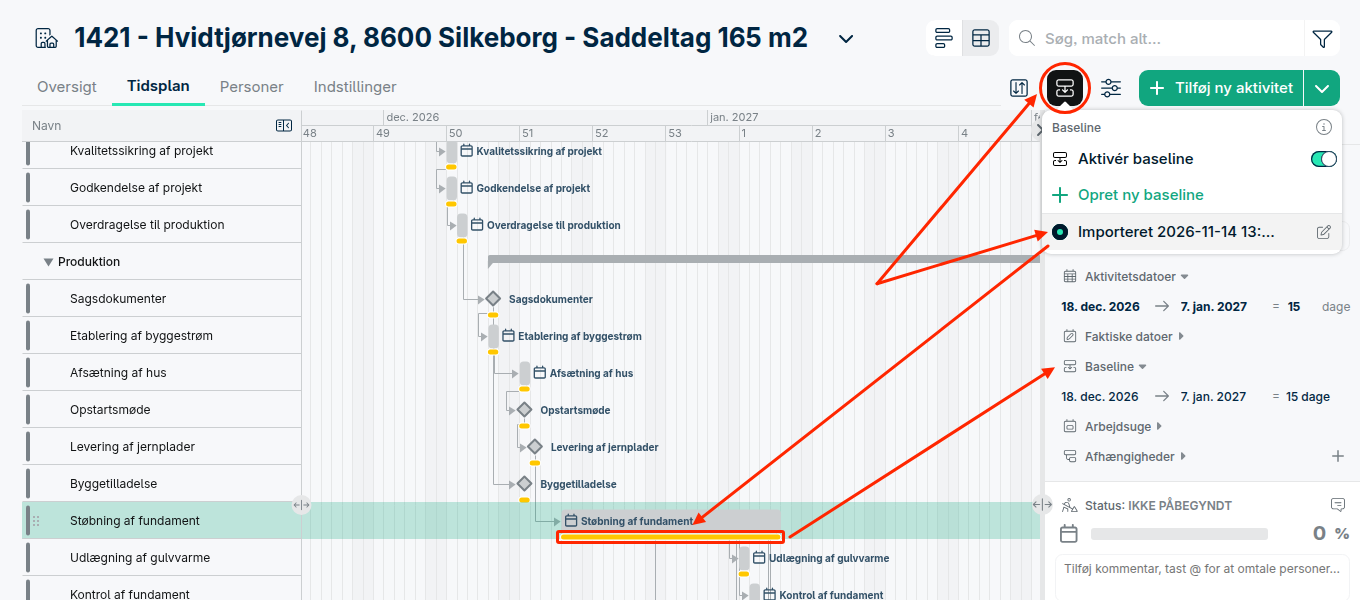 1421 - Hvidtjørnevej 8, 8600 Silkeborg - Saddeltag 165 m2
Søg, match alt...
Oversigt Tidsplan Personer Instillinger
Tilføj ny aktivitet
Navn
dec. 2026 jan. 2027
48 49 50 51 52 53 1 2 3 4
Baseline
Aktivér baseline
Opret ny baseline
Importeret 2026-11-14 13:...
Kvalitetssikring af projekt
Kvalitetssikring af projekt
Godkendelse af projekt
Godkendelse af projekt
Overdragelse til produktion
Overdragelse til produktion
Produktion
Sagsdokumenter
Sagsdokumenter
Etablering af byggestrøm
Etablering af byggestrøm
Afsætning af hus
Afsætning af hus
Opstartsmøde
Opstartsmøde
Levering af jernplader
Levering af jernplader
Byggetilladelse
Byggetilladelse
Støbning af fundament
Støbning af fundament
Udlægning af gulvvarme
Udlægning af gulvvarme
Kontrol af fundament
Kontrol af fundament
Aktivitetsdatoer
18. dec. 2026 7. jan. 2027 = 15 dage
Faktiske datoer
Baseline
18. dec. 2026 7. jan. 2027 = 15 dage
Arbejdsuge
Afhængigheder
Status: IKKE PÅBEGYNDT
0 %
Tilføj kommentar, tast @ for at omtale personer...